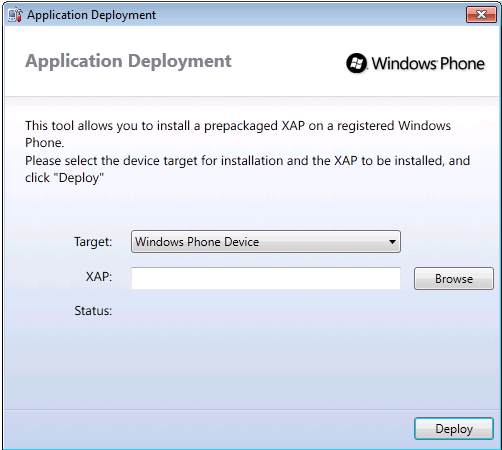 Application Deployment
Application Deployment
Windows Phone
This tool allows you to install a prepackaged XAP on a registered Windows
Phone.
Please select the device target for installation and the XAP to be installed, and
click "Deploy"
Target: Windows Phone Device
XAP: Browse
Status:
Deploy